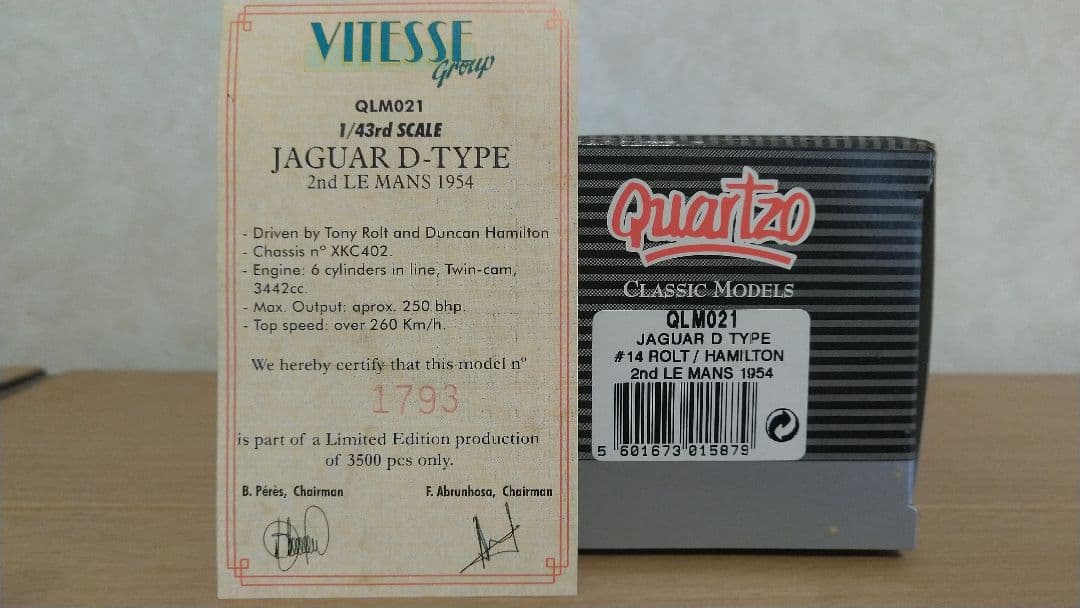 VITESSE
Group
QLM021
1/43rd SCALE
JAGUAR D-TYPE
2nd LE MANS 1954
- Driven by Tony Rolt and Duncan Hamilton
- Chassis nº XKC402.
- Engine: 6 cylinders in line, Twin-cam,
3442cc.
- Max. Output: aprox. 250 bhp.
- Top speed: over 260 Km/h.
We hereby certify that this model nº
1793
is part of a Limited Edition production
of 3500 pcs only.
B. Pérès, Chairman F. Abrunhosa, Chairman
Quartzo
CLASSIC MODELS
QLM021
JAGUAR D TYPE
#14 ROLT / HAMILTON
2nd LE MANS 1954
5 601673 015879